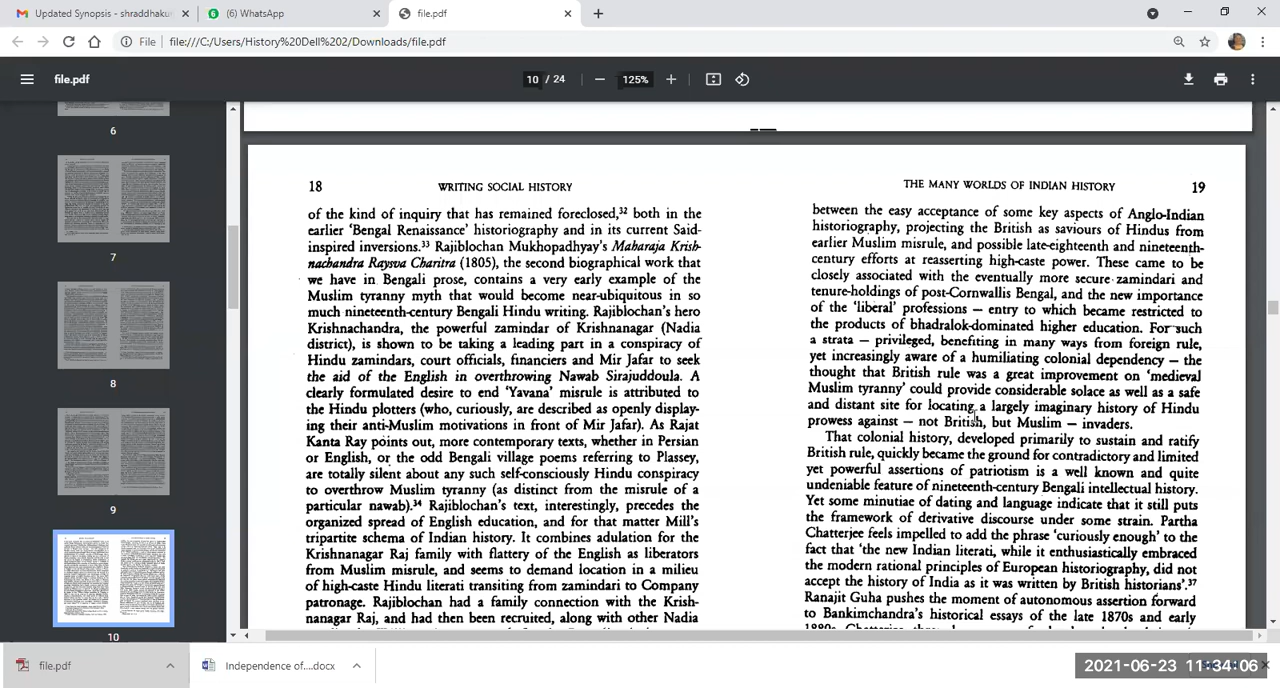 Updated Synopsis - shraddhaku
(6) WhatsApp
file.pdf
File
file:///C:/Users/History%20Dell%202/Downloads/file.pdf
file.pdf
10 / 24
125%
6
7
8
9
10
18
WRITING SOCIAL HISTORY
of the kind of inquiry that has remained foreclosed,32 both in the
earlier 'Bengal Renaissance' historiography and in its current Said-
inspired inversions.33 Rajiblochan Mukhopadhyay's Maharaja Krish-
nachandra Raysya Charitra (1805), the second biographical work that
we have in Bengali prose, contains a very early example of the
Muslim tyranny myth that would become near-ubiquitous in so
much nineteenth-century Bengali Hindu writing. Rajiblochan's hero
Krishnachandra, the powerful zamindar of Krishnanagar (Nadia
district), is shown to be taking a leading part in a conspiracy of
Hindu zamindars, court officials, financiers and Mir Jafar to seek
the aid of the English in overthrowing Nawab Sirajuddoula. A
clearly formulated desire to end 'Yavana' misrule is attributed to
the Hindu plotters (who, curiously, are described as openly display-
ing their anti-Muslim motivations in front of Mir Jafar). As Rajat
Kanta Ray points out, more contemporary texts, whether in Persian
or English, or the odd Bengali village poems referring to Plassey,
are totally silent about any such self-consciously Hindu conspiracy
to overthrow Muslim tyranny (as distinct from the misrule of a
particular nawab).34 Rajiblochan's text, interestingly, precedes the
organized spread of English education, and for that matter Mill's
tripartite schema of Indian history. It combines adulation for the
Krishnanagar Raj family with flattery of the English as liberators
from Muslim misrule, and seems to demand location in a milieu
of highcaste Hindu literati transiting from zamindari to Company
patronage. Rajiblochan had a family connection with the Krish-
nanagar Raj, and had then been recruited, along with other Nadia
THE MANY WORLDS OF INDIAN HISTORY
19
between the easy acceptance of some key aspects of Anglo-Indian
historiography, projecting the British as saviours of Hindus from
earlier Muslim misrule, and possible late-eighteenth and nineteenth-
century efforts at reasserting high-caste power. These came to be
closely associated with the eventually more secure zamindari and
tenure-holdings of post-Cornwallis Bengal, and the new importance
of the 'liberal' professions — entry to which became restricted to
the products of bhadralok-dominated higher education. For such
a strata — privileged, benefiting in many ways from foreign rule,
yet increasingly aware of a humiliating colonial dependency — the
thought that British rule was a great improvement on 'medieval
Muslim tyranny' could provide considerable solace as well as a safe
and distant site for locating a largely imaginary history of Hindu
prowess against — not British, but Muslim — invaders.
That colonial history, developed primarily to sustain and ratify
British rule, quickly became the ground for contradictory and limited
yet powerful assertions of patriotism is a well known and quite
undeniable feature of nineteenth-century Bengali intellectual history.
Yet some minutiae of dating and language indicate that it still puts
the framework of derivative discourse under some strain. Partha
Chatterjee feels impelled to add the phrase 'curiously enough' to the
fact that 'the new Indian literati, while it enthusiastically embraced
the modern rational principles of European historiography, did not
accept the history of India as it was written by British historians'.37
Ranajit Guha pushes the moment of autonomous assertion forward
to Bankimchandra's historical essays of the late 1870s and early
file.pdf
Independence of....docx
2021-06-23 11:34:06